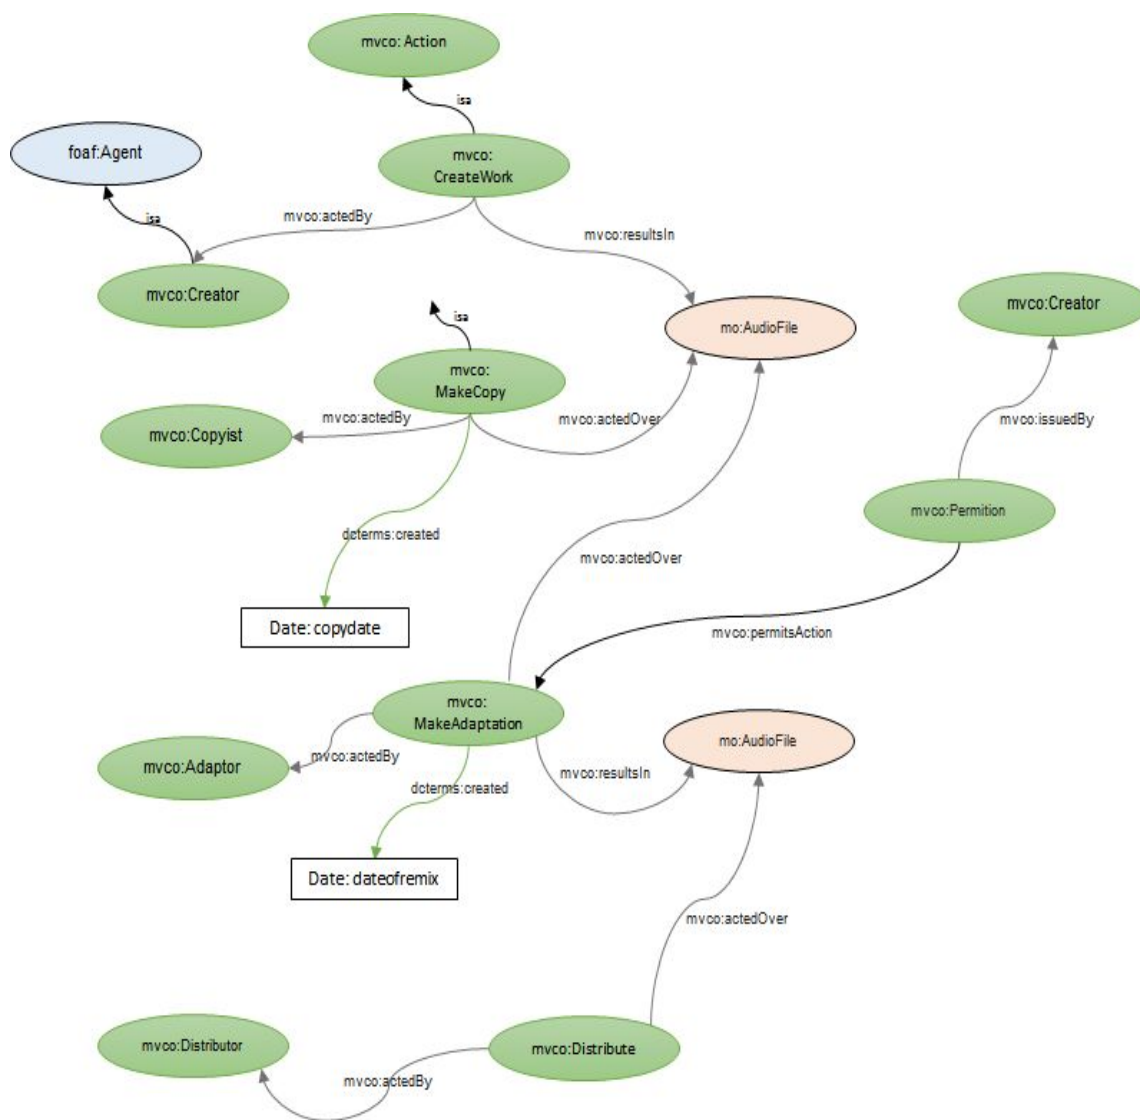 mvco: Action
isa
foaf:Agent
mvco:
CreateWork
isa
mvco:actedBy
mvco:resultsIn
mvco:Creator
mvco:Creator
isa
mo:AudioFile
mvco:
MakeCopy
mvco:actedBy
mvco:actedOver
mvco:issuedBy
mvco:Copyist
mvco:Permition
dcterms:created
mvco:actedOver
Date: copydate
mvco:permitsAction
mvco:
MakeAdaptation
mo:AudioFile
mvco:actedBy
mvco:Adaptor
mvco:resultsIn
dcterms:created
Date: dateofremix
mvco:actedOver
mvco:Distributor
mvco:Distribute
mvco:actedBy